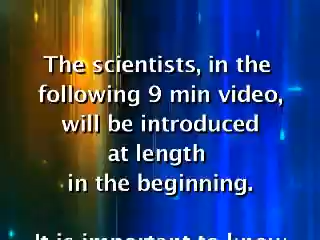 The scientists, in the
following 9 min video,
will be introduced
at length
in the beginning.
It is important to know